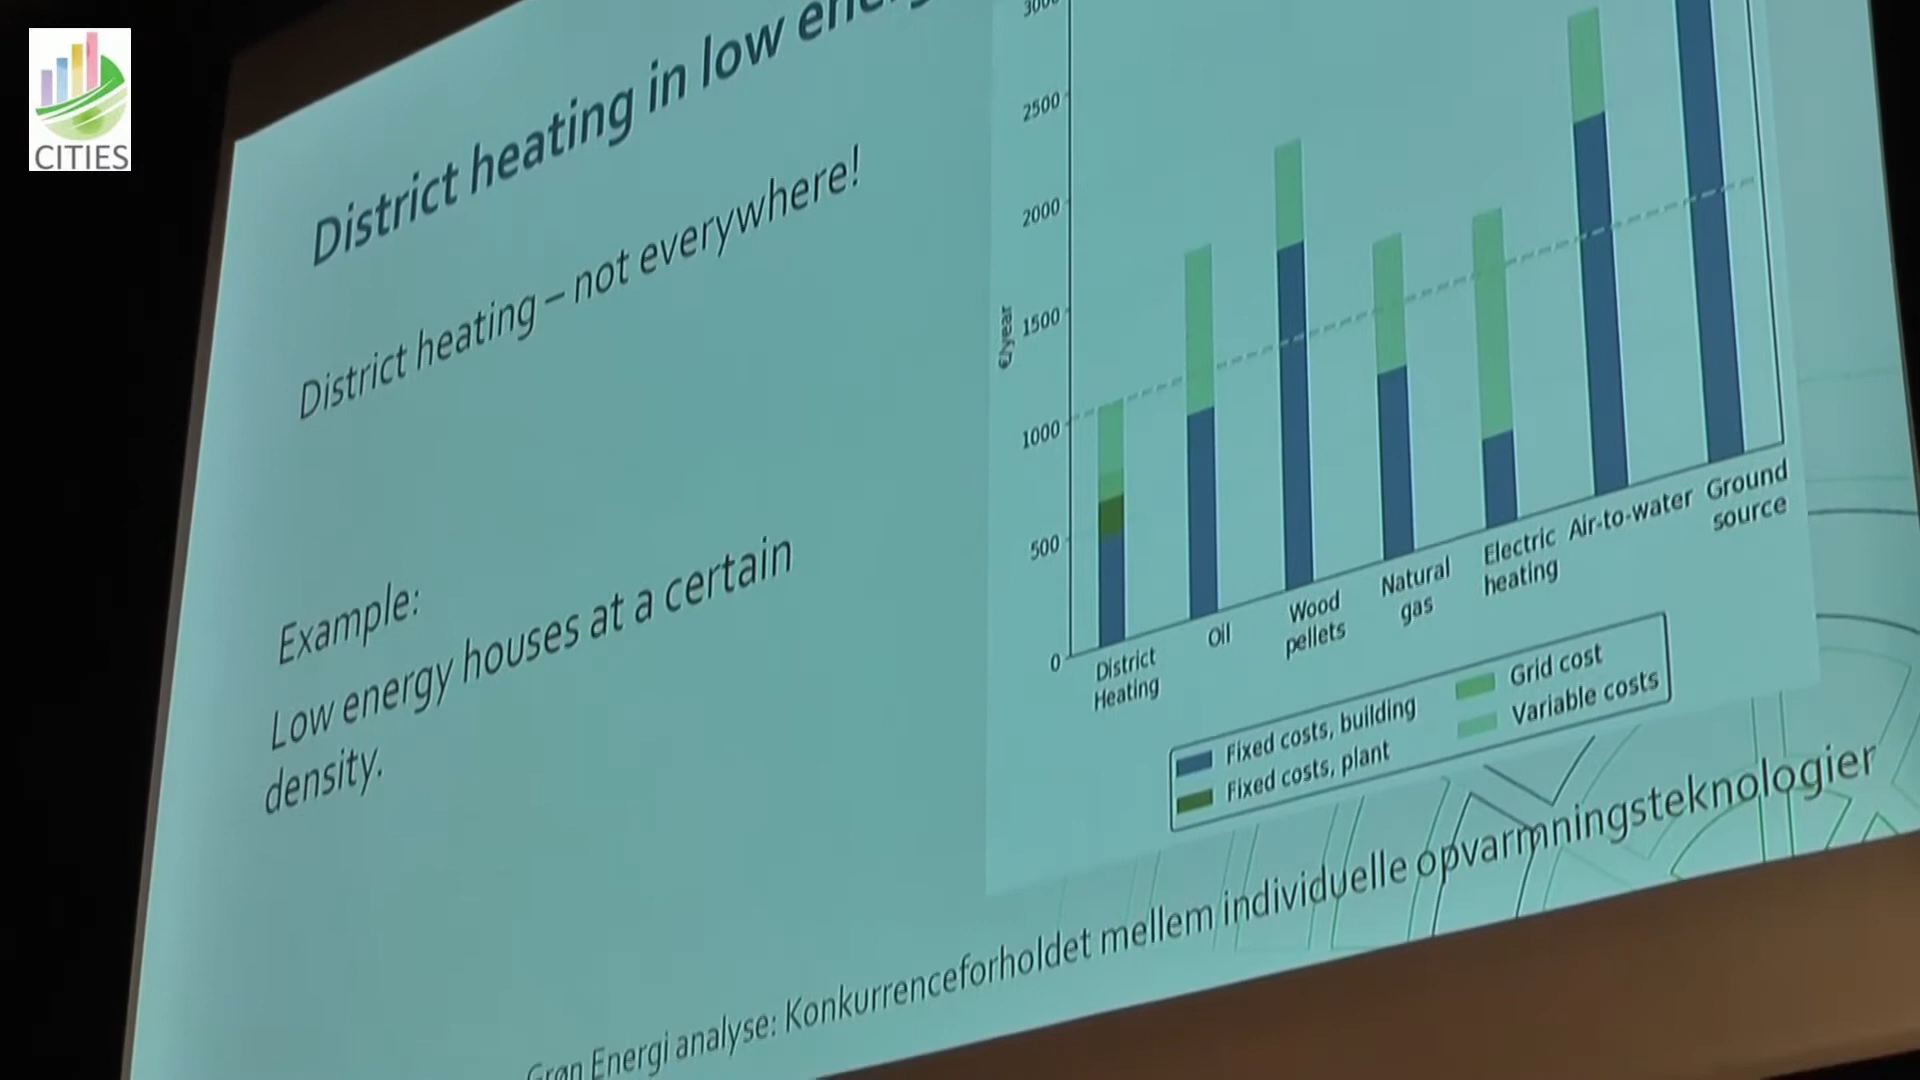 CITIES
District heating in low
District heating – not everywhere!
Example:
Low energy houses at a certain
density.
€/year
3000
2500
2000
1500
1000
500
0
District
Heating
Oil
Wood
pellets
Natural
gas
Electric
heating
Air-to-water
Ground
source
Fixed costs, building
Fixed costs, plant
Grid cost
Variable costs
Grøn Energi analyse: Konkurrenceforholdet mellem individuelle opvarmningsteknologier